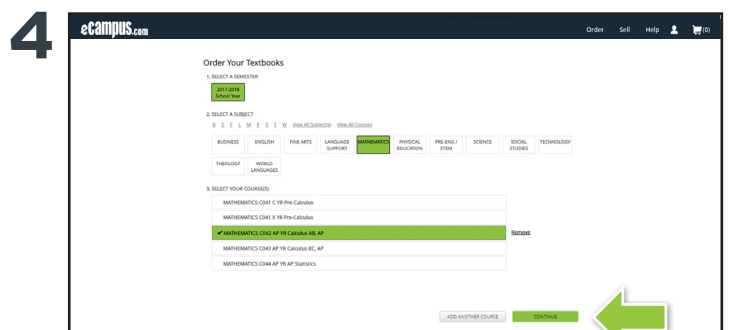 4
ecampus.com
Order Sell Help (0)
Order Your Textbooks
1. SELECT A SEMESTER
2017-2018
School Year
2. SELECT A SUBJECT
B E F L M P S T W View All Subject(s) View All Courses
BUSINESS ENGLISH FINE ARTS LANGUAGE SUPPORT MATHEMATICS PHYSICAL EDUCATION PRE-ENG / STEM SCIENCE SOCIAL STUDIES TECHNOLOGY
THEOLOGY WORLD LANGUAGES
3. SELECT YOUR COURSE(S)
MATHEMATICS C041 C YR Pre-Calculus
MATHEMATICS C041 X YR Pre-Calculus
✔ MATHEMATICS C042 AP YR Calculus AB, AP Remove
MATHEMATICS C043 AP YR Calculus BC, AP
MATHEMATICS C044 AP YR AP Statistics
ADD ANOTHER COURSE CONTINUE